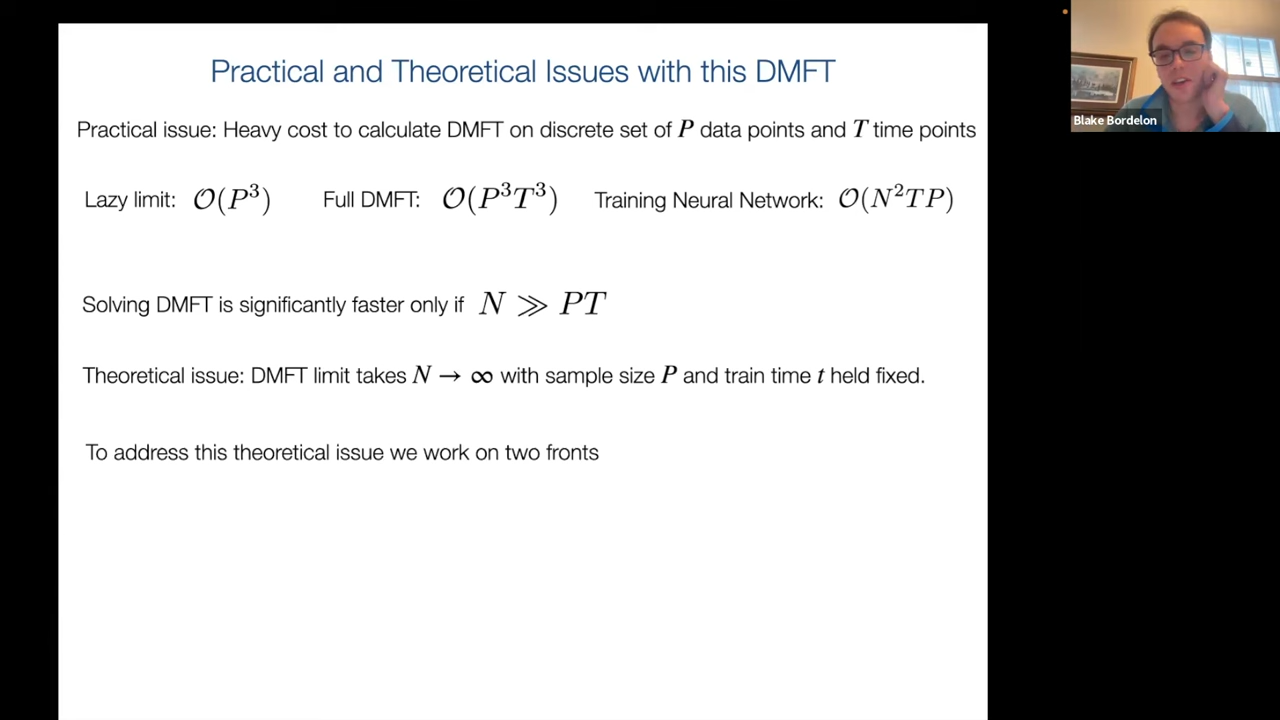 Practical and Theoretical Issues with this DMFT
Practical issue: Heavy cost to calculate DMFT on discrete set of P data points and T time points
Lazy limit: 𝒪(P³) Full DMFT: 𝒪(P³T³) Training Neural Network: 𝒪(N²TP)
Solving DMFT is significantly faster only if N ≫ PT
Theoretical issue: DMFT limit takes N → ∞ with sample size P and train time t held fixed.
To address this theoretical issue we work on two fronts
Blake Bordelon